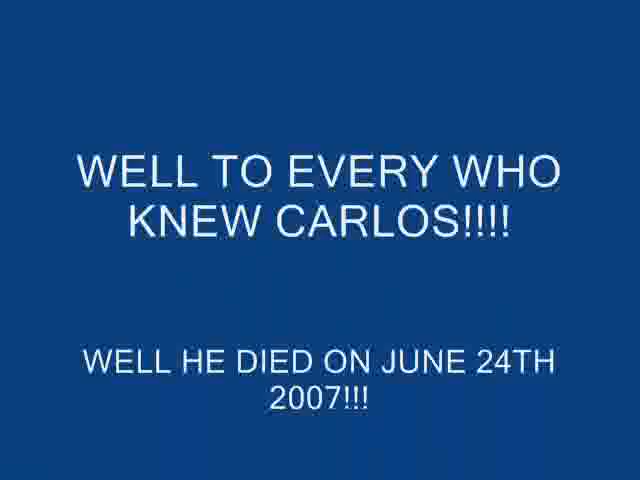 WELL TO EVERY WHO
KNEW CARLOS!!!!
WELL HE DIED ON JUNE 24TH
2007!!!